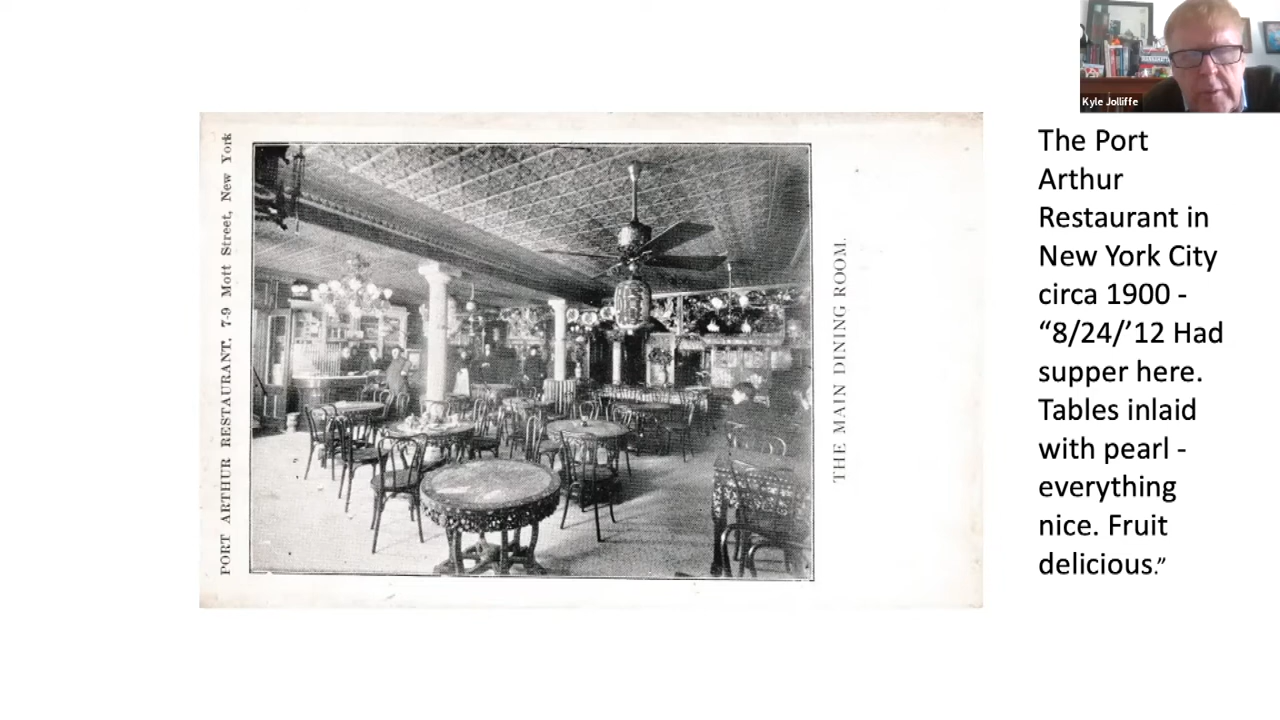 Kyle Jolliffe
PORT ARTHUR RESTAURANT, 7-9 Mott Street, New York
THE MAIN DINING ROOM.
The Port
Arthur
Restaurant in
New York City
circa 1900 -
“8/24/’12 Had
supper here.
Tables inlaid
with pearl -
everything
nice. Fruit
delicious.”